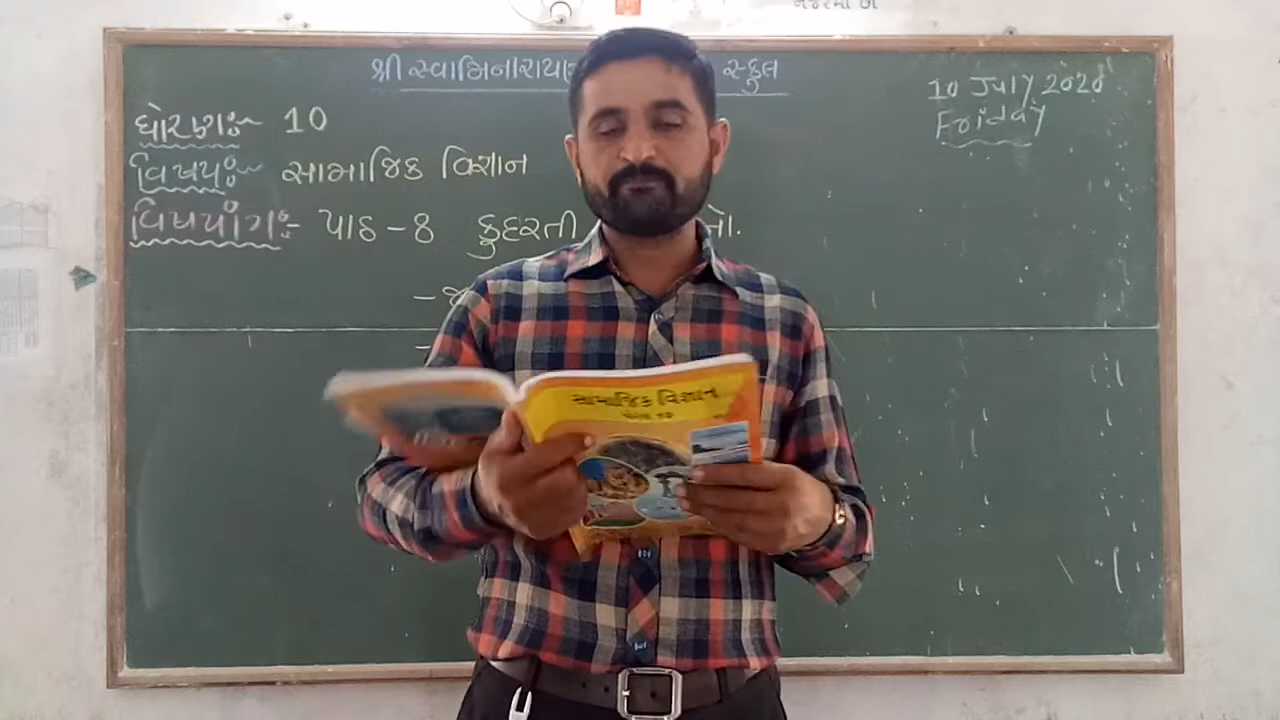 શ્રી સ્વામિનારાયણ સ્કુલ
10 July 2020
Friday
ધોરણ:- 10
વિષય:- સામાજિક વિજ્ઞાન
વિષયાંગ:- પાઠ - 8 કુદરતી
સામાજિક વિજ્ઞાન